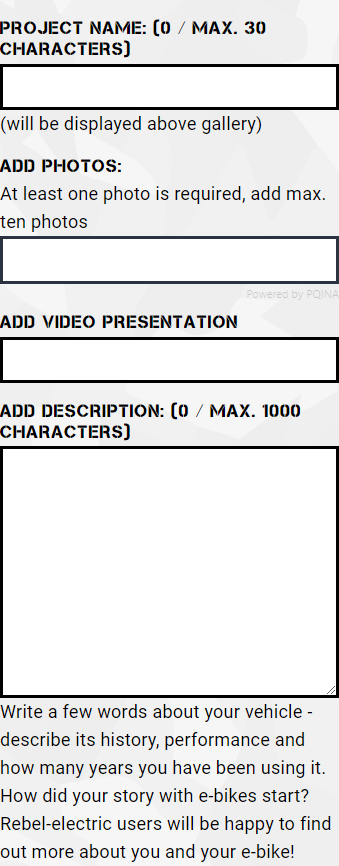 PROJECT NAME: (0 / MAX. 30
CHARACTERS)
(will be displayed above gallery)
ADD PHOTOS:
At least one photo is required, add max.
ten photos
Powered by PQINA
ADD VIDEO PRESENTATION
ADD DESCRIPTION: (0 / MAX. 1000
CHARACTERS)
Write a few words about your vehicle -
describe its history, performance and
how many years you have been using it.
How did your story with e-bikes start?
Rebel-electric users will be happy to find
out more about you and your e-bike!